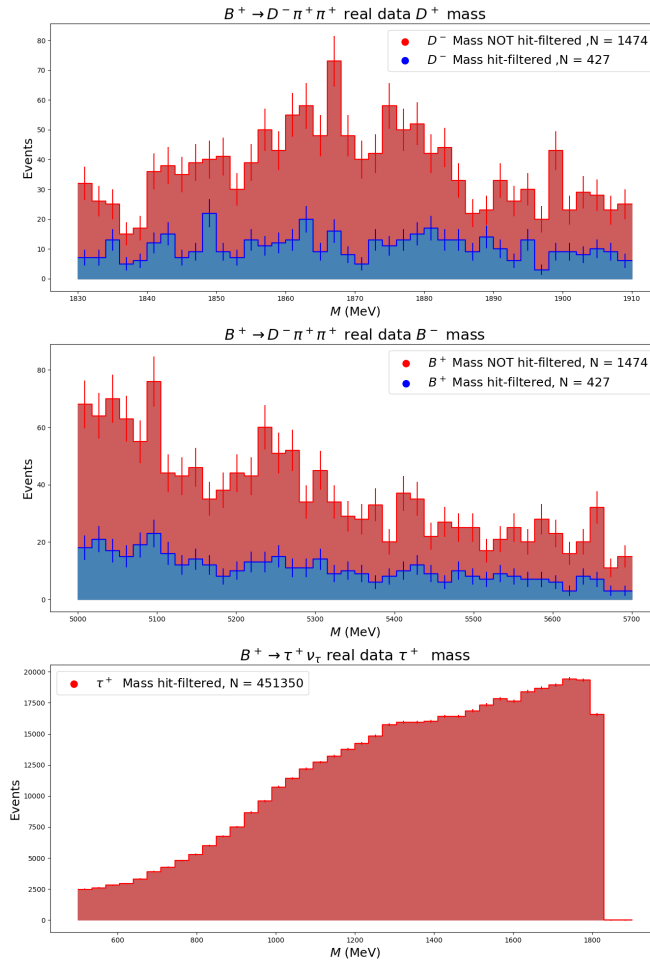 B⁺ → D⁻π⁺π⁺ real data D⁺ mass
D⁻ Mass NOT hit-filtered ,N = 1474
D⁻ Mass hit-filtered ,N = 427
Events
80
70
60
50
40
30
20
10
0
1830 1840 1850 1860 1870 1880 1890 1900 1910
M (MeV)
B⁺ → D⁻π⁺π⁺ real data B⁻ mass
B⁺ Mass NOT hit-filtered, N = 1474
B⁺ Mass hit-filtered, N = 427
Events
80
60
40
20
0
5000 5100 5200 5300 5400 5500 5600 5700
M (MeV)
B⁺ → τ⁺ν_τ real data τ⁺ mass
τ⁺ Mass hit-filtered, N = 451350
Events
20000
17500
15000
12500
10000
7500
5000
2500
0
600 800 1000 1200 1400 1600 1800
M (MeV)